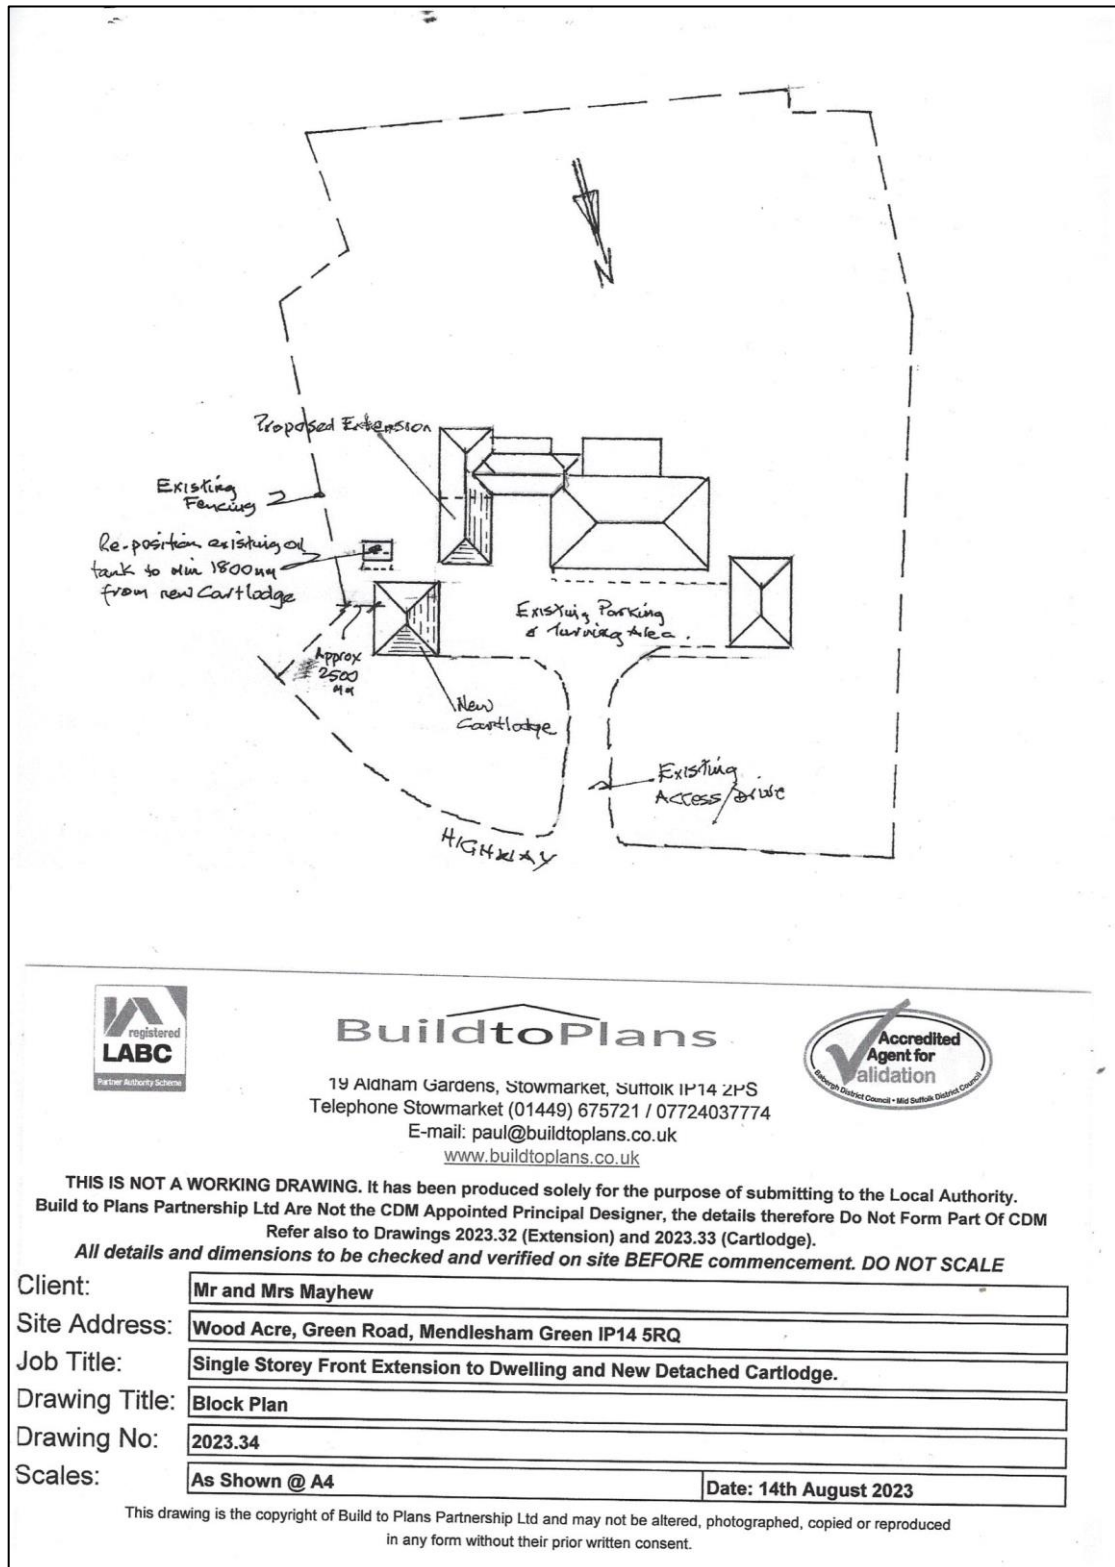 N
Proposed Extension
Existing
Fencing
Re-position existing oil
tank to min 1800mm
from new Cartlodge
Existing Parking
& Turning Area.
Approx
2500
mm
New
Cartlodge
Existing
Access/Drive
HIGHWAY
registered
LABC
Partner Authority Scheme
BuildtoPlans
Accredited
Agent for
Validation
Babergh District Council • Mid Suffolk District Council
19 Aldham Gardens, Stowmarket, Suffolk IP14 2PS
Telephone Stowmarket (01449) 675721 / 07724037774
E-mail: paul@buildtoplans.co.uk
www.buildtoplans.co.uk
THIS IS NOT A WORKING DRAWING. It has been produced solely for the purpose of submitting to the Local Authority.
Build to Plans Partnership Ltd Are Not the CDM Appointed Principal Designer, the details therefore Do Not Form Part Of CDM
Refer also to Drawings 2023.32 (Extension) and 2023.33 (Cartlodge).
All details and dimensions to be checked and verified on site BEFORE commencement. DO NOT SCALE
Client: Mr and Mrs Mayhew
Site Address: Wood Acre, Green Road, Mendlesham Green IP14 5RQ
Job Title: Single Storey Front Extension to Dwelling and New Detached Cartlodge.
Drawing Title: Block Plan
Drawing No: 2023.34
Scales: As Shown @ A4 Date: 14th August 2023
This drawing is the copyright of Build to Plans Partnership Ltd and may not be altered, photographed, copied or reproduced
in any form without their prior written consent.